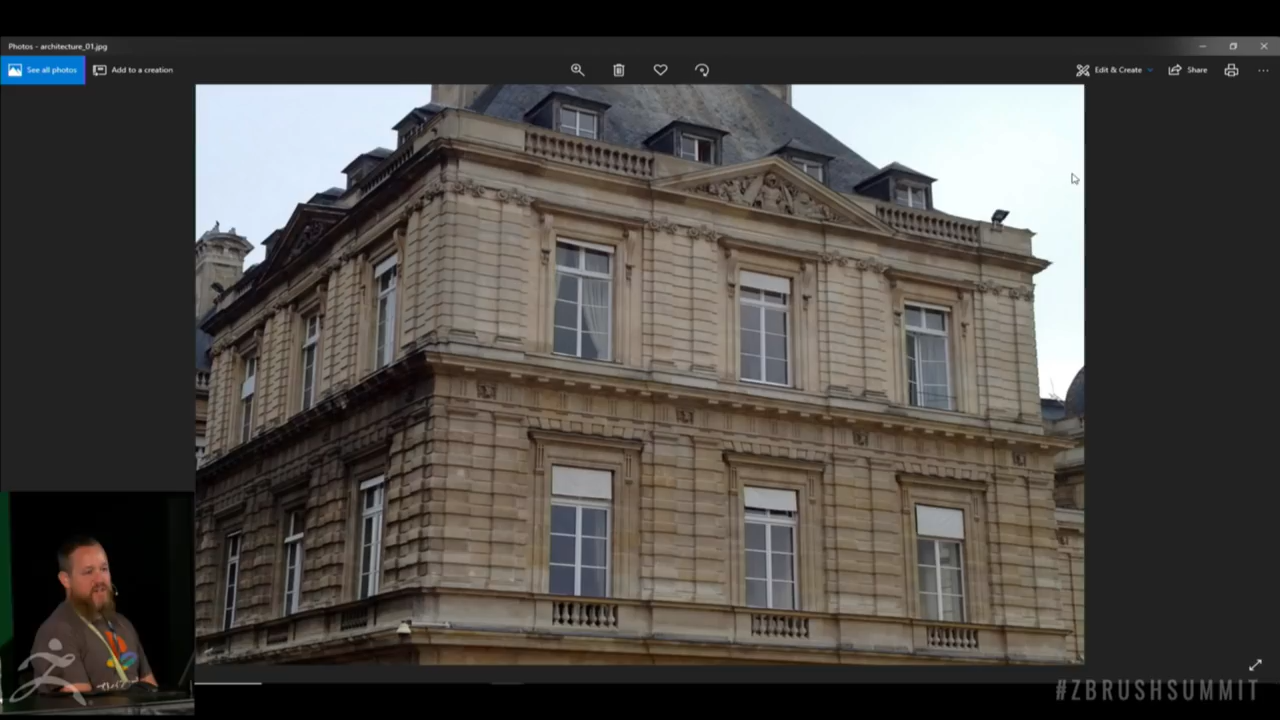 Photos - architecture_01.jpg
See all photos
Add to a creation
Edit & Create
Share
#ZBRUSHSUMMIT